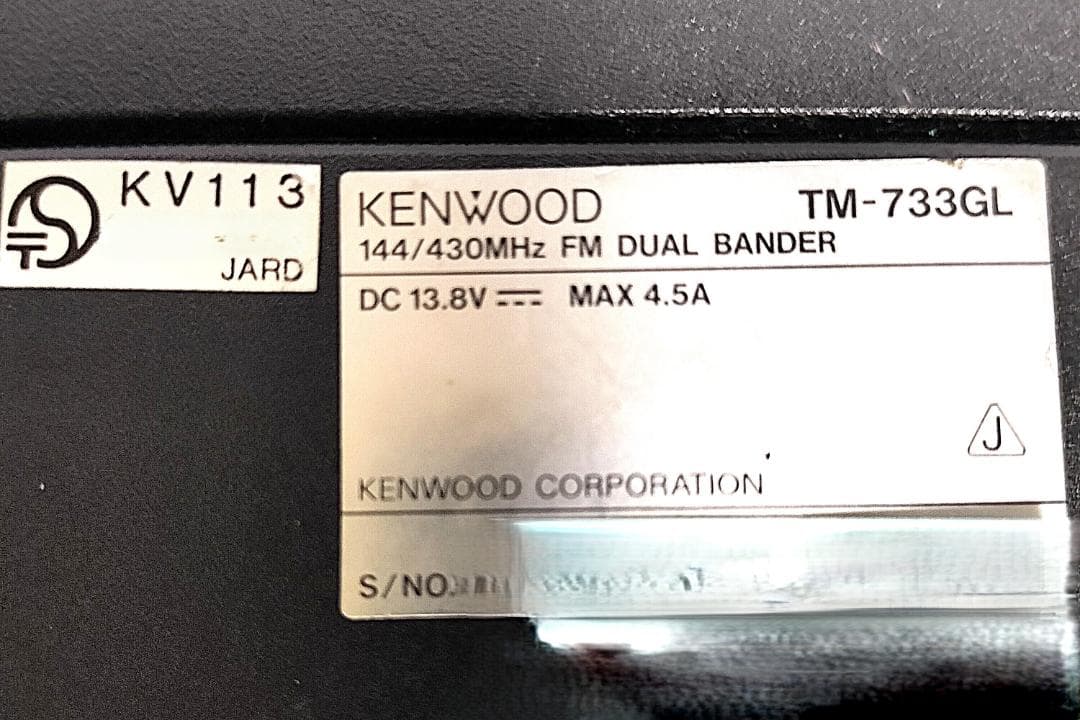 KV113
JARD
KENWOOD TM-733GL
144/430MHz FM DUAL BANDER
DC 13.8V ⎓ MAX 4.5A
J
KENWOOD CORPORATION
S/NO.